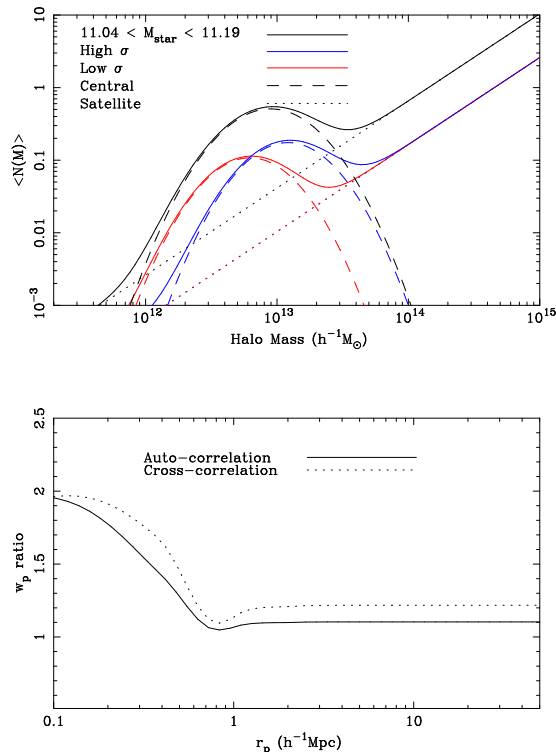 11.04 < M_star < 11.19
High σ
Low σ
Central
Satellite
10
1
0.1
0.01
10⁻³
<N(M)>
10¹² 10¹³ 10¹⁴ 10¹⁵
Halo Mass (h⁻¹M⊙)
Auto−correlation
Cross−correlation
2.5
2
1.5
1
w_p ratio
0.1 1 10
r_p (h⁻¹Mpc)